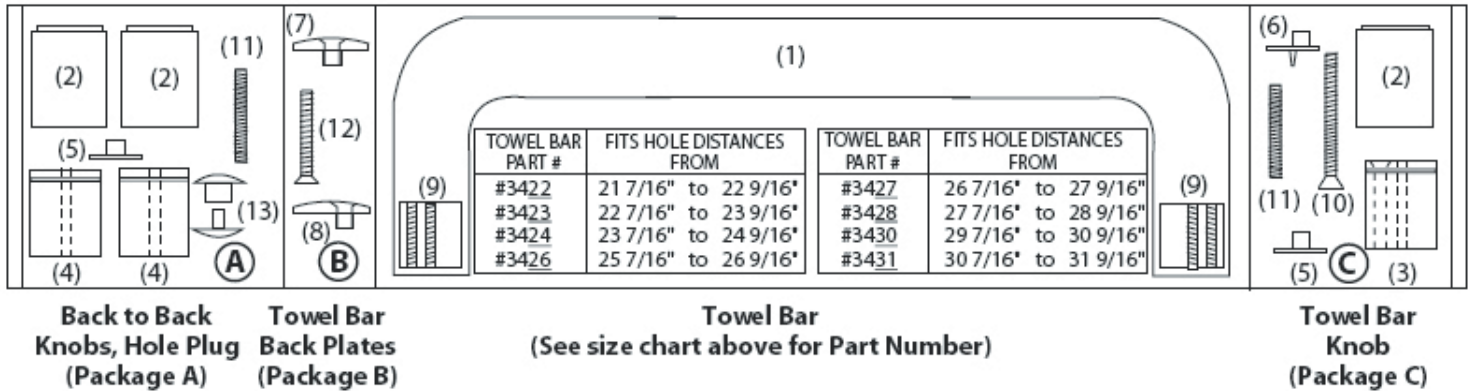 (2)
(2)
(11)
(5)
(4)
(4)
(13)
A
(7)
(12)
(8)
B
(1)
(9)
TOWEL BAR PART # FITS HOLE DISTANCES FROM
#3422 21 7/16" to 22 9/16"
#3423 22 7/16" to 23 9/16"
#3424 23 7/16" to 24 9/16"
#3426 25 7/16" to 26 9/16"
TOWEL BAR PART # FITS HOLE DISTANCES FROM
#3427 26 7/16" to 27 9/16"
#3428 27 7/16" to 28 9/16"
#3430 29 7/16" to 30 9/16"
#3431 30 7/16" to 31 9/16"
(9)
(6)
(2)
(11)
(10)
(5)
C
(3)
Back to Back
Knobs, Hole Plug
(Package A)
Towel Bar
Back Plates
(Package B)
Towel Bar
(See size chart above for Part Number)
Towel Bar
Knob
(Package C)